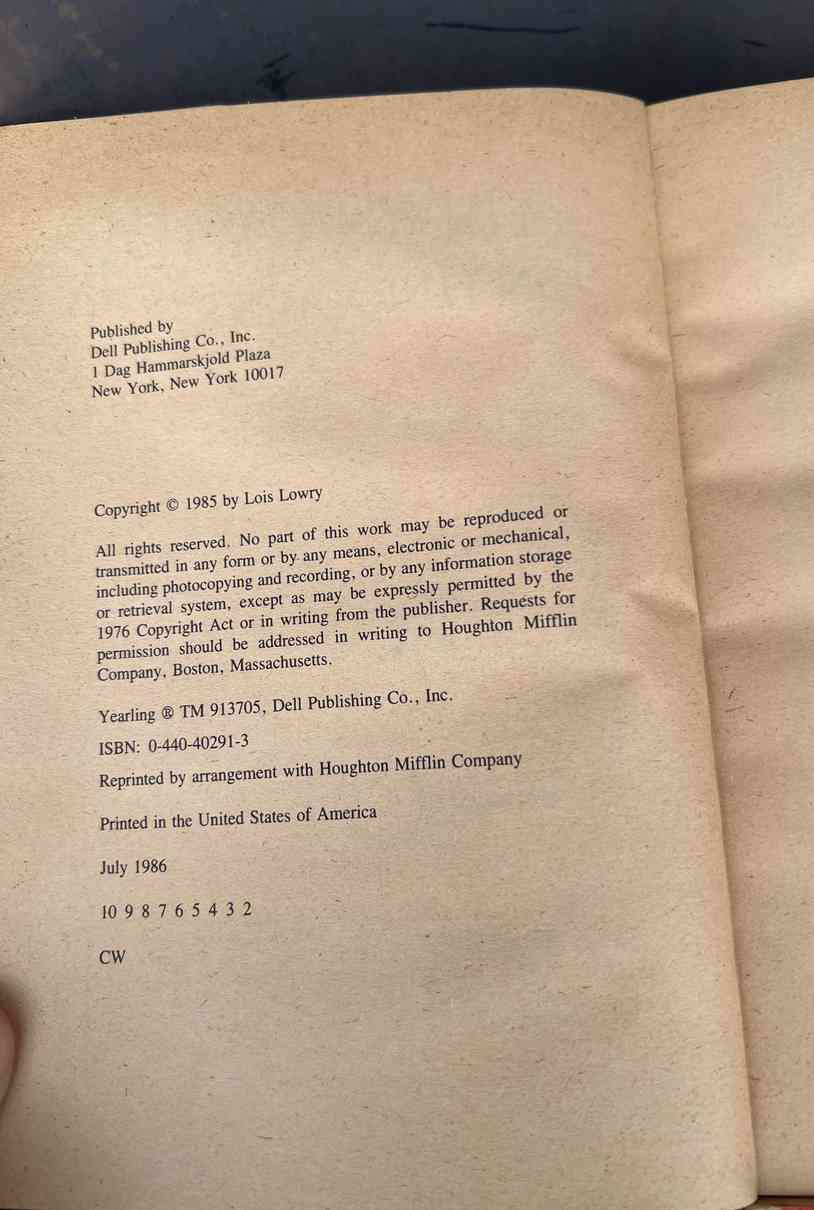 Published by
Dell Publishing Co., Inc.
1 Dag Hammarskjold Plaza
New York, New York 10017
Copyright © 1985 by Lois Lowry
All rights reserved. No part of this work may be reproduced or
transmitted in any form or by any means, electronic or mechanical,
including photocopying and recording, or by any information storage
or retrieval system, except as may be expressly permitted by the
1976 Copyright Act or in writing from the publisher. Requests for
permission should be addressed in writing to Houghton Mifflin
Company, Boston, Massachusetts.
Yearling ® TM 913705, Dell Publishing Co., Inc.
ISBN: 0-440-40291-3
Reprinted by arrangement with Houghton Mifflin Company
Printed in the United States of America
July 1986
10 9 8 7 6 5 4 3 2
CW